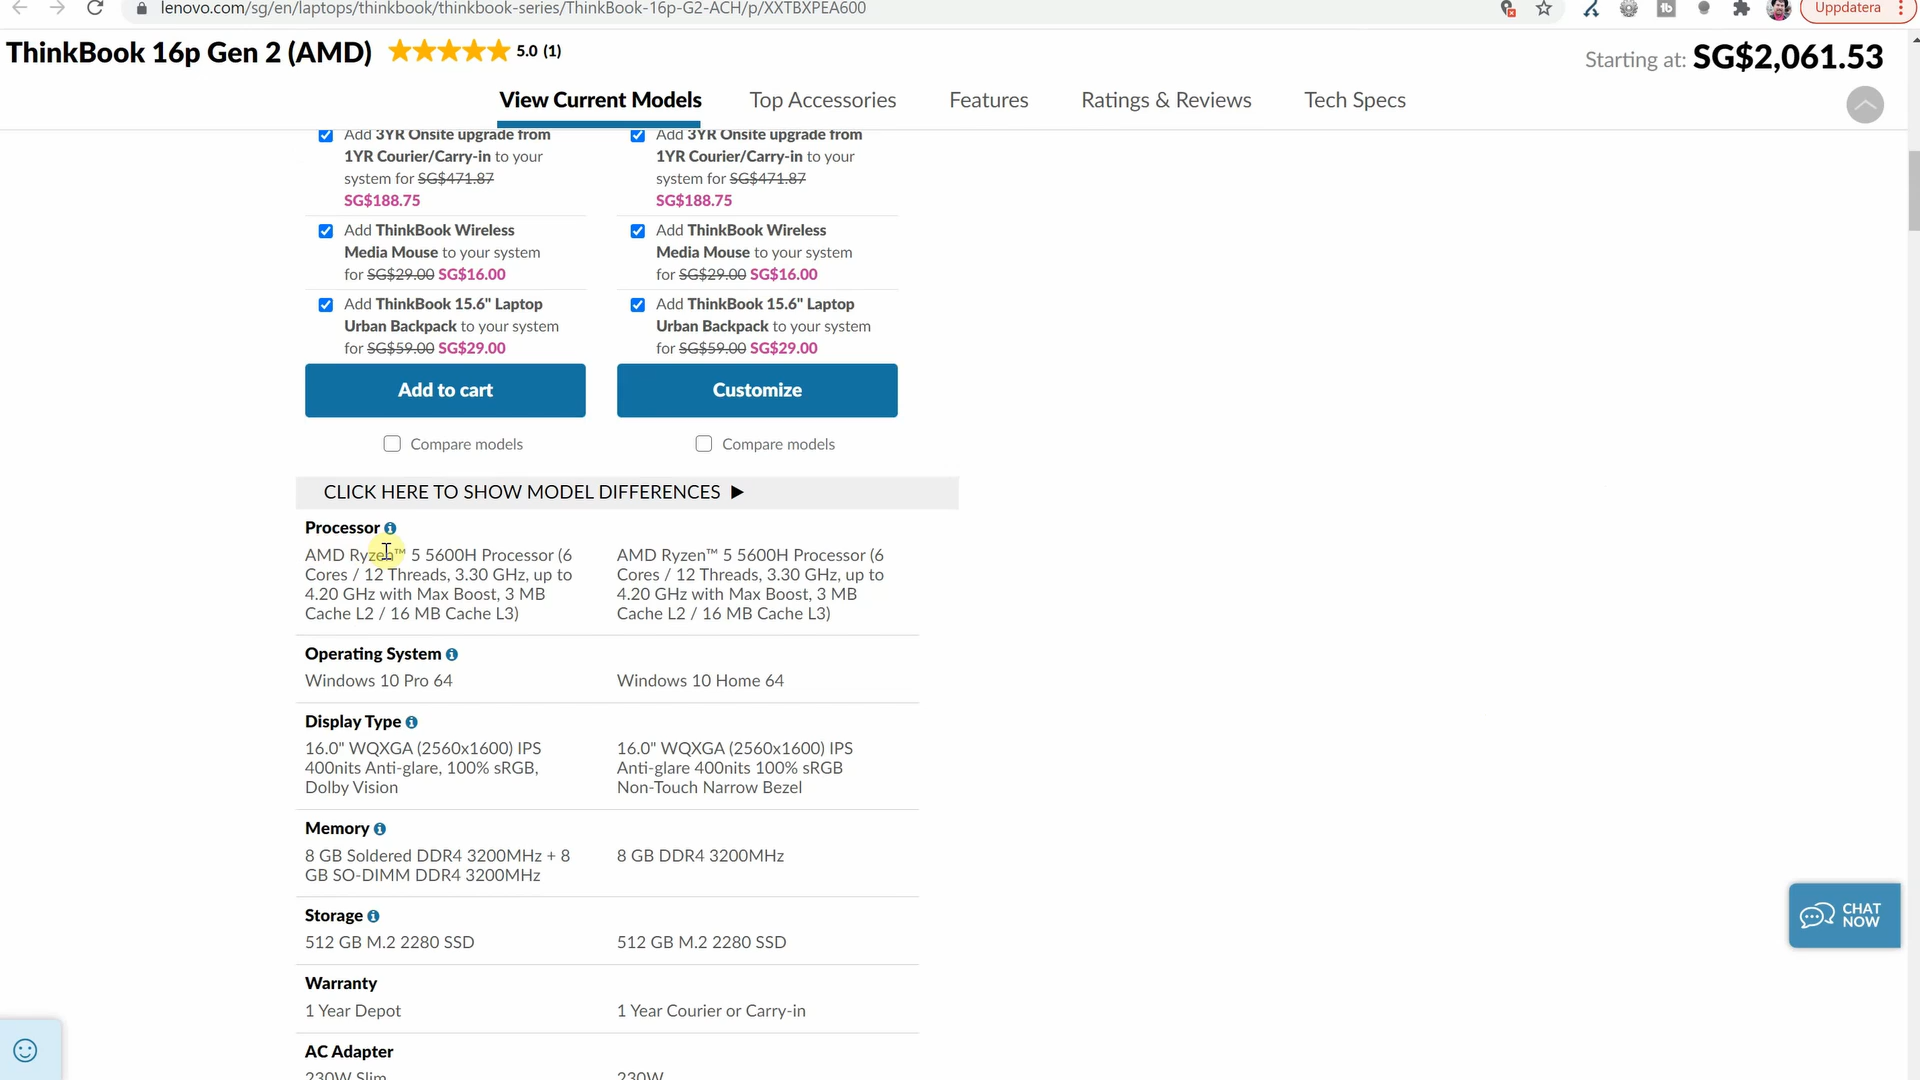 lenovo.com/sg/en/laptops/thinkbook/thinkbook-series/ThinkBook-16p-G2-ACH/p/XXTBXPEA600
Uppdatera
ThinkBook 16p Gen 2 (AMD) 5.0 (1)
Starting at: SG$2,061.53
View Current Models Top Accessories Features Ratings & Reviews Tech Specs
Add 3YR Onsite upgrade from
1YR Courier/Carry-in to your
system for SG$471.87
SG$188.75
Add ThinkBook Wireless
Media Mouse to your system
for SG$29.00 SG$16.00
Add ThinkBook 15.6" Laptop
Urban Backpack to your system
for SG$59.00 SG$29.00
Add to cart
Compare models
Add 3YR Onsite upgrade from
1YR Courier/Carry-in to your
system for SG$471.87
SG$188.75
Add ThinkBook Wireless
Media Mouse to your system
for SG$29.00 SG$16.00
Add ThinkBook 15.6" Laptop
Urban Backpack to your system
for SG$59.00 SG$29.00
Customize
Compare models
CLICK HERE TO SHOW MODEL DIFFERENCES ▶
Processor
AMD Ryzen™ 5 5600H Processor (6
Cores / 12 Threads, 3.30 GHz, up to
4.20 GHz with Max Boost, 3 MB
Cache L2 / 16 MB Cache L3)
AMD Ryzen™ 5 5600H Processor (6
Cores / 12 Threads, 3.30 GHz, up to
4.20 GHz with Max Boost, 3 MB
Cache L2 / 16 MB Cache L3)
Operating System
Windows 10 Pro 64
Windows 10 Home 64
Display Type
16.0" WQXGA (2560x1600) IPS
400nits Anti-glare, 100% sRGB,
Dolby Vision
16.0" WQXGA (2560x1600) IPS
Anti-glare 400nits 100% sRGB
Non-Touch Narrow Bezel
Memory
8 GB Soldered DDR4 3200MHz + 8
GB SO-DIMM DDR4 3200MHz
8 GB DDR4 3200MHz
Storage
512 GB M.2 2280 SSD
512 GB M.2 2280 SSD
Warranty
1 Year Depot
1 Year Courier or Carry-in
AC Adapter
230W Slim
230W
CHAT
NOW